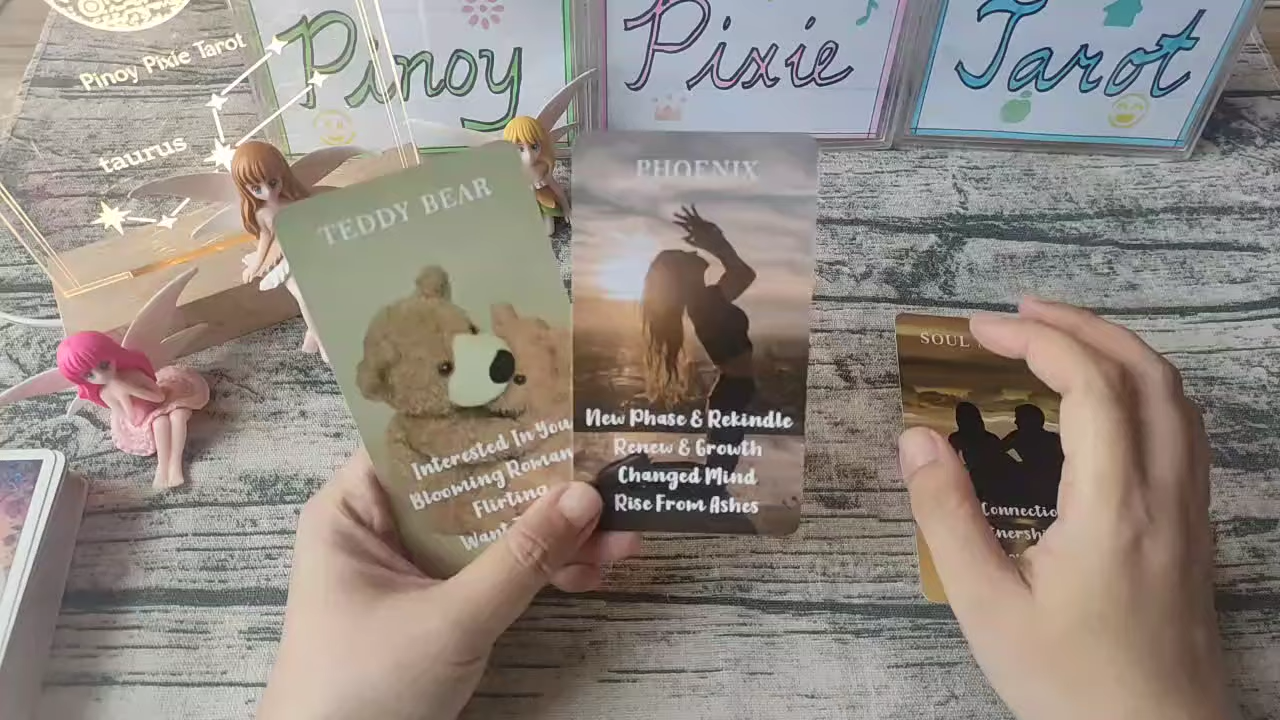 Pinoy Pixie Tarot
taurus
Pinoy
Pixie
Tarot
TEDDY BEAR
Interested In You
Blooming
Flirting
PHOENIX
New Phase & Rekindle
Renew & Growth
Changed Mind
Rise From Ashes
SOUL